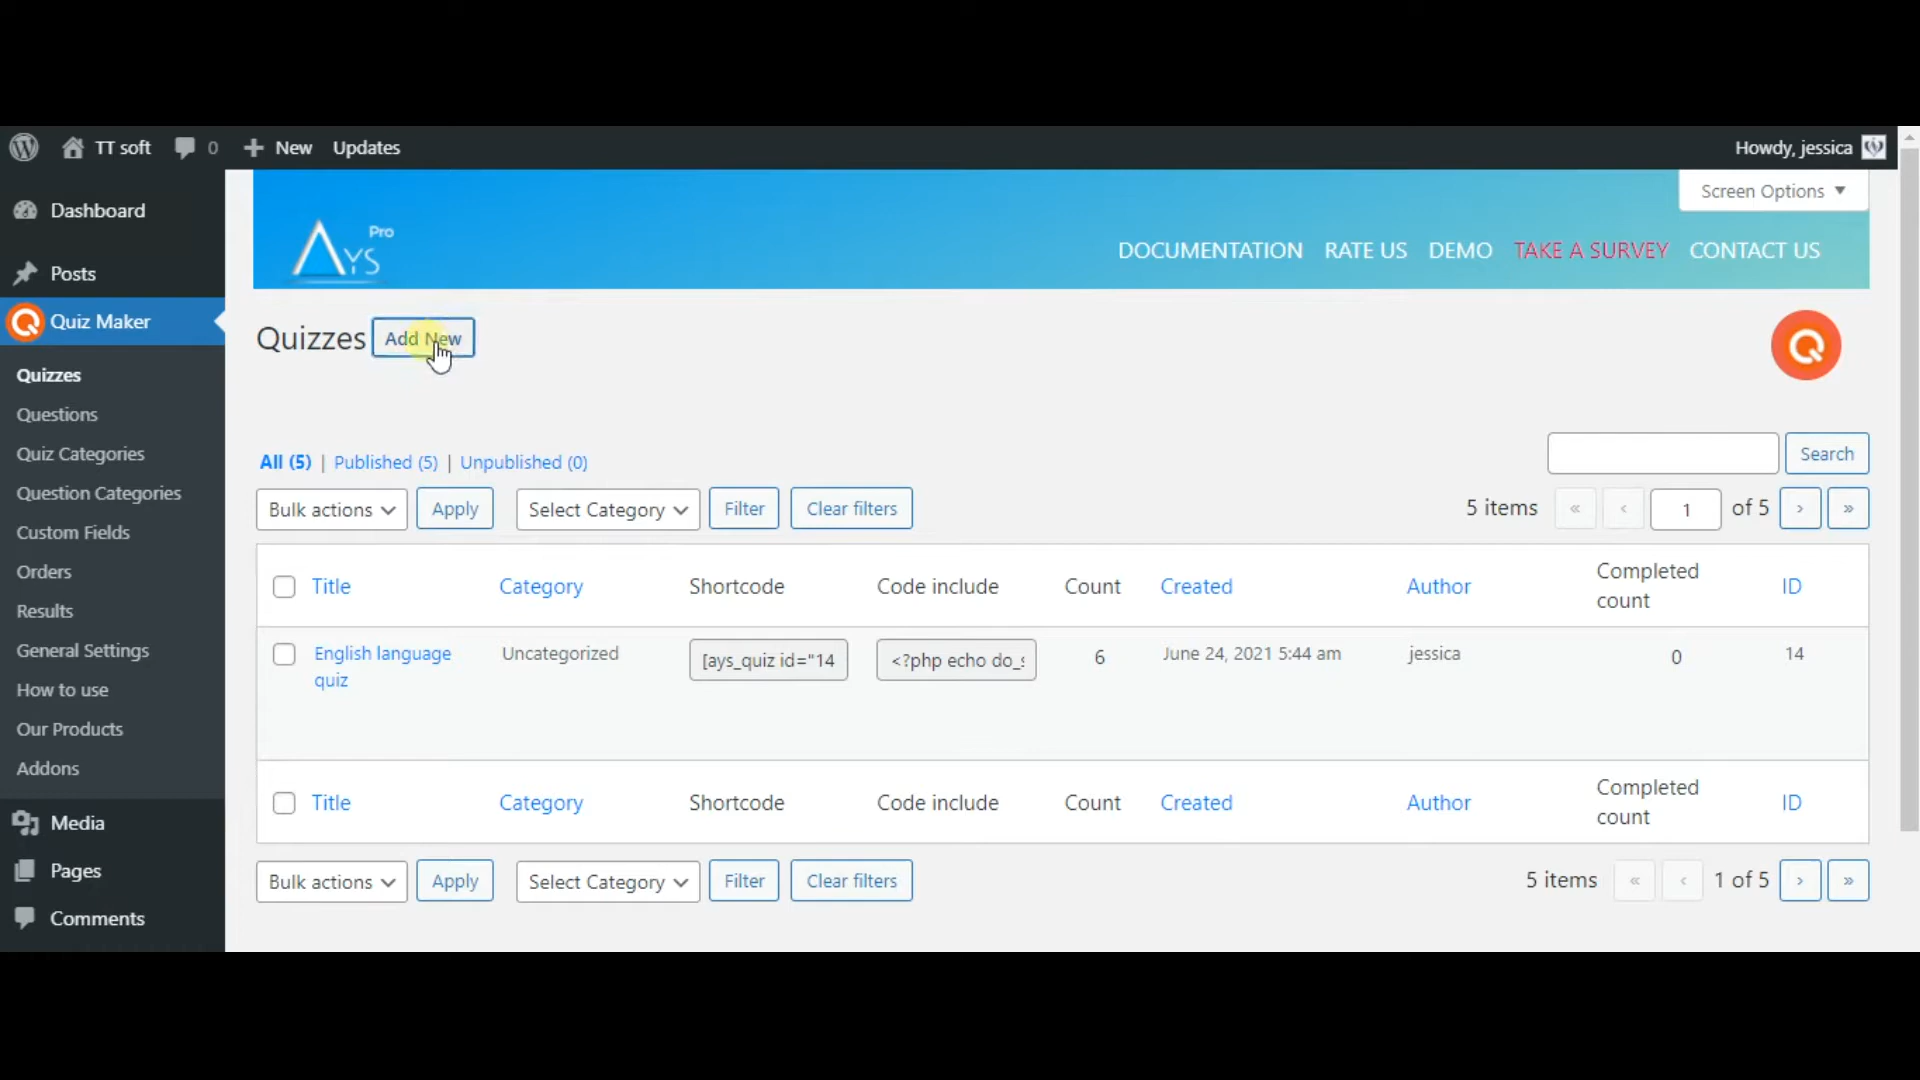 TT soft 0 New Updates Howdy, jessica
Screen Options
AYS Pro
DOCUMENTATION RATE US DEMO TAKE A SURVEY CONTACT US
Dashboard
Posts
Quiz Maker
Quizzes
Questions
Quiz Categories
Question Categories
Custom Fields
Orders
Results
General Settings
How to use
Our Products
Addons
Media
Pages
Comments
Quizzes Add New
All (5) | Published (5) | Unpublished (0)
Search
Bulk actions Apply Select Category Filter Clear filters 5 items « ‹ 1 of 5 › »
Title Category Shortcode Code include Count Created Author Completed count ID
English language quiz Uncategorized [ays_quiz id="14 <?php echo do_s 6 June 24, 2021 5:44 am jessica 0 14
Title Category Shortcode Code include Count Created Author Completed count ID
Bulk actions Apply Select Category Filter Clear filters 5 items « ‹ 1 of 5 › »